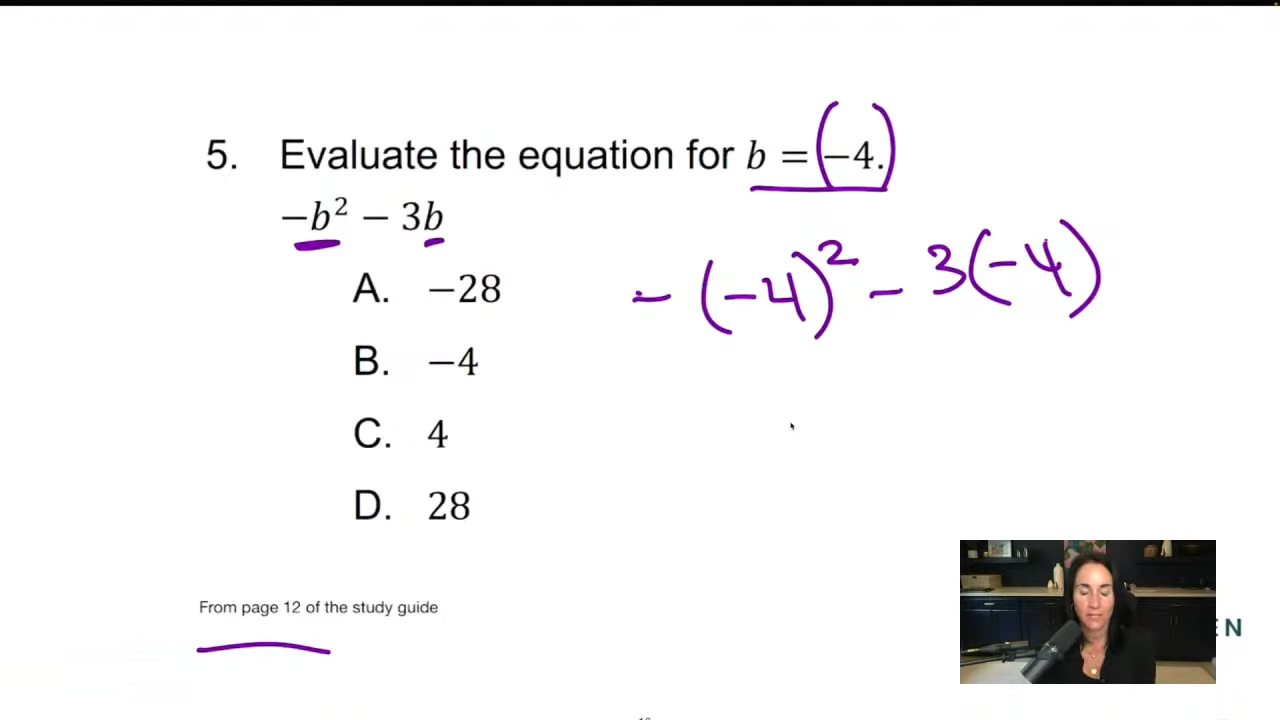 5. Evaluate the equation for b = (−4.)
−b² − 3b
− (−4)² − 3(−4)
A. −28
B. −4
C. 4
D. 28
From page 12 of the study guide
EN